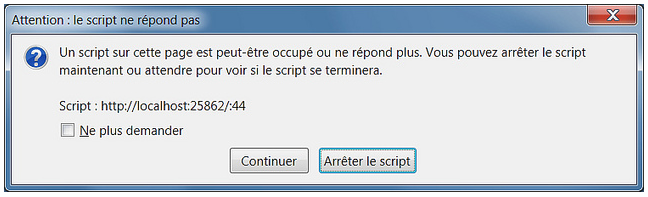 Attention : le script ne répond pas
Un script sur cette page est peut-être occupé ou ne répond plus. Vous pouvez arrêter le script
maintenant ou attendre pour voir si le script se terminera.
Script : http://localhost:25862/:44
Ne plus demander
Continuer
Arrêter le script